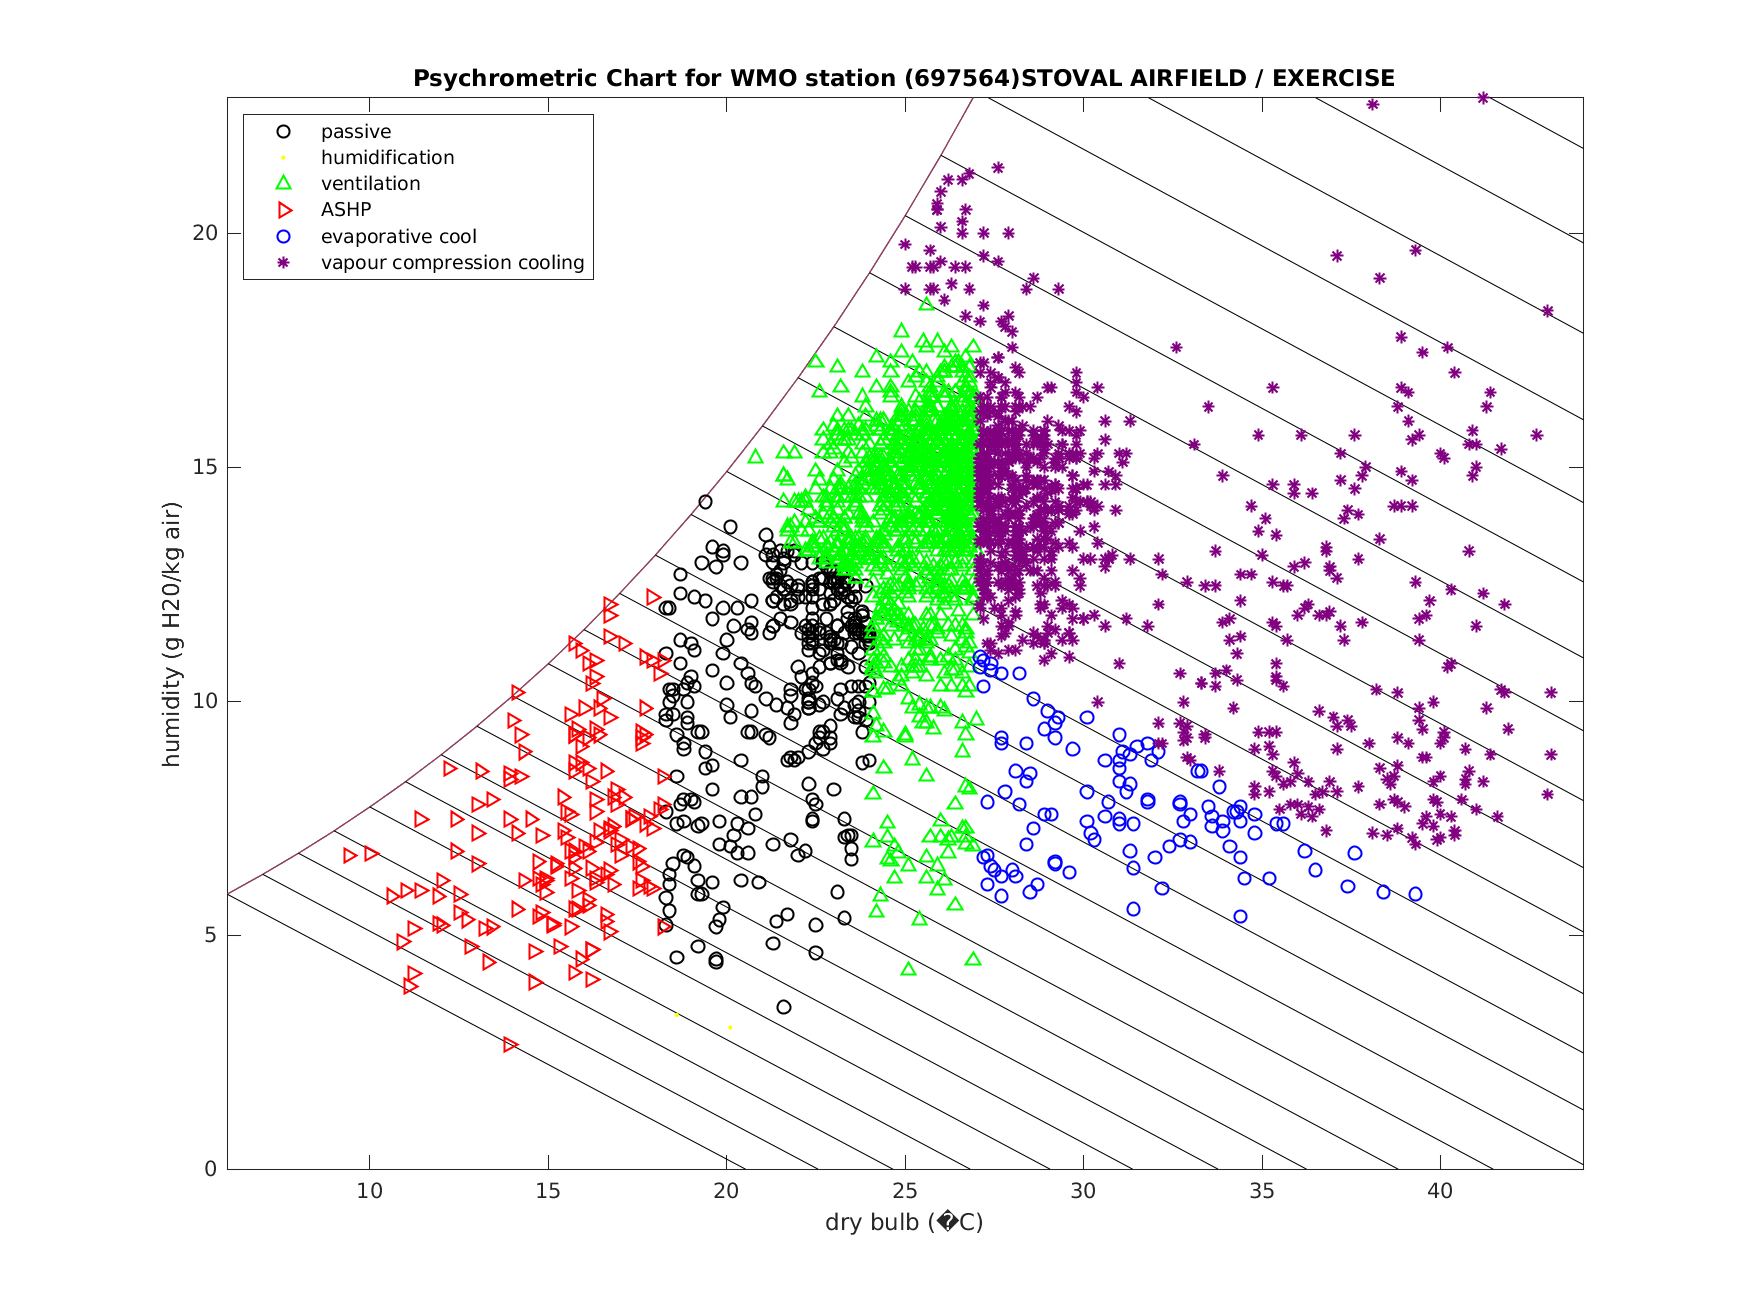 Psychrometric Chart for WMO station (697564)STOVAL AIRFIELD / EXERCISE
passive
humidification
ventilation
ASHP
evaporative cool
vapour compression cooling
humidity (g H20/kg air)
20
15
10
5
0
10 15 20 25 30 35 40
dry bulb (�C)